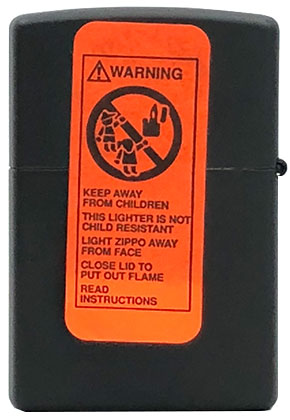 WARNING
KEEP AWAY
FROM CHILDREN
THIS LIGHTER IS NOT
CHILD RESISTANT
LIGHT ZIPPO AWAY
FROM FACE
CLOSE LID TO
PUT OUT FLAME
READ
INSTRUCTIONS